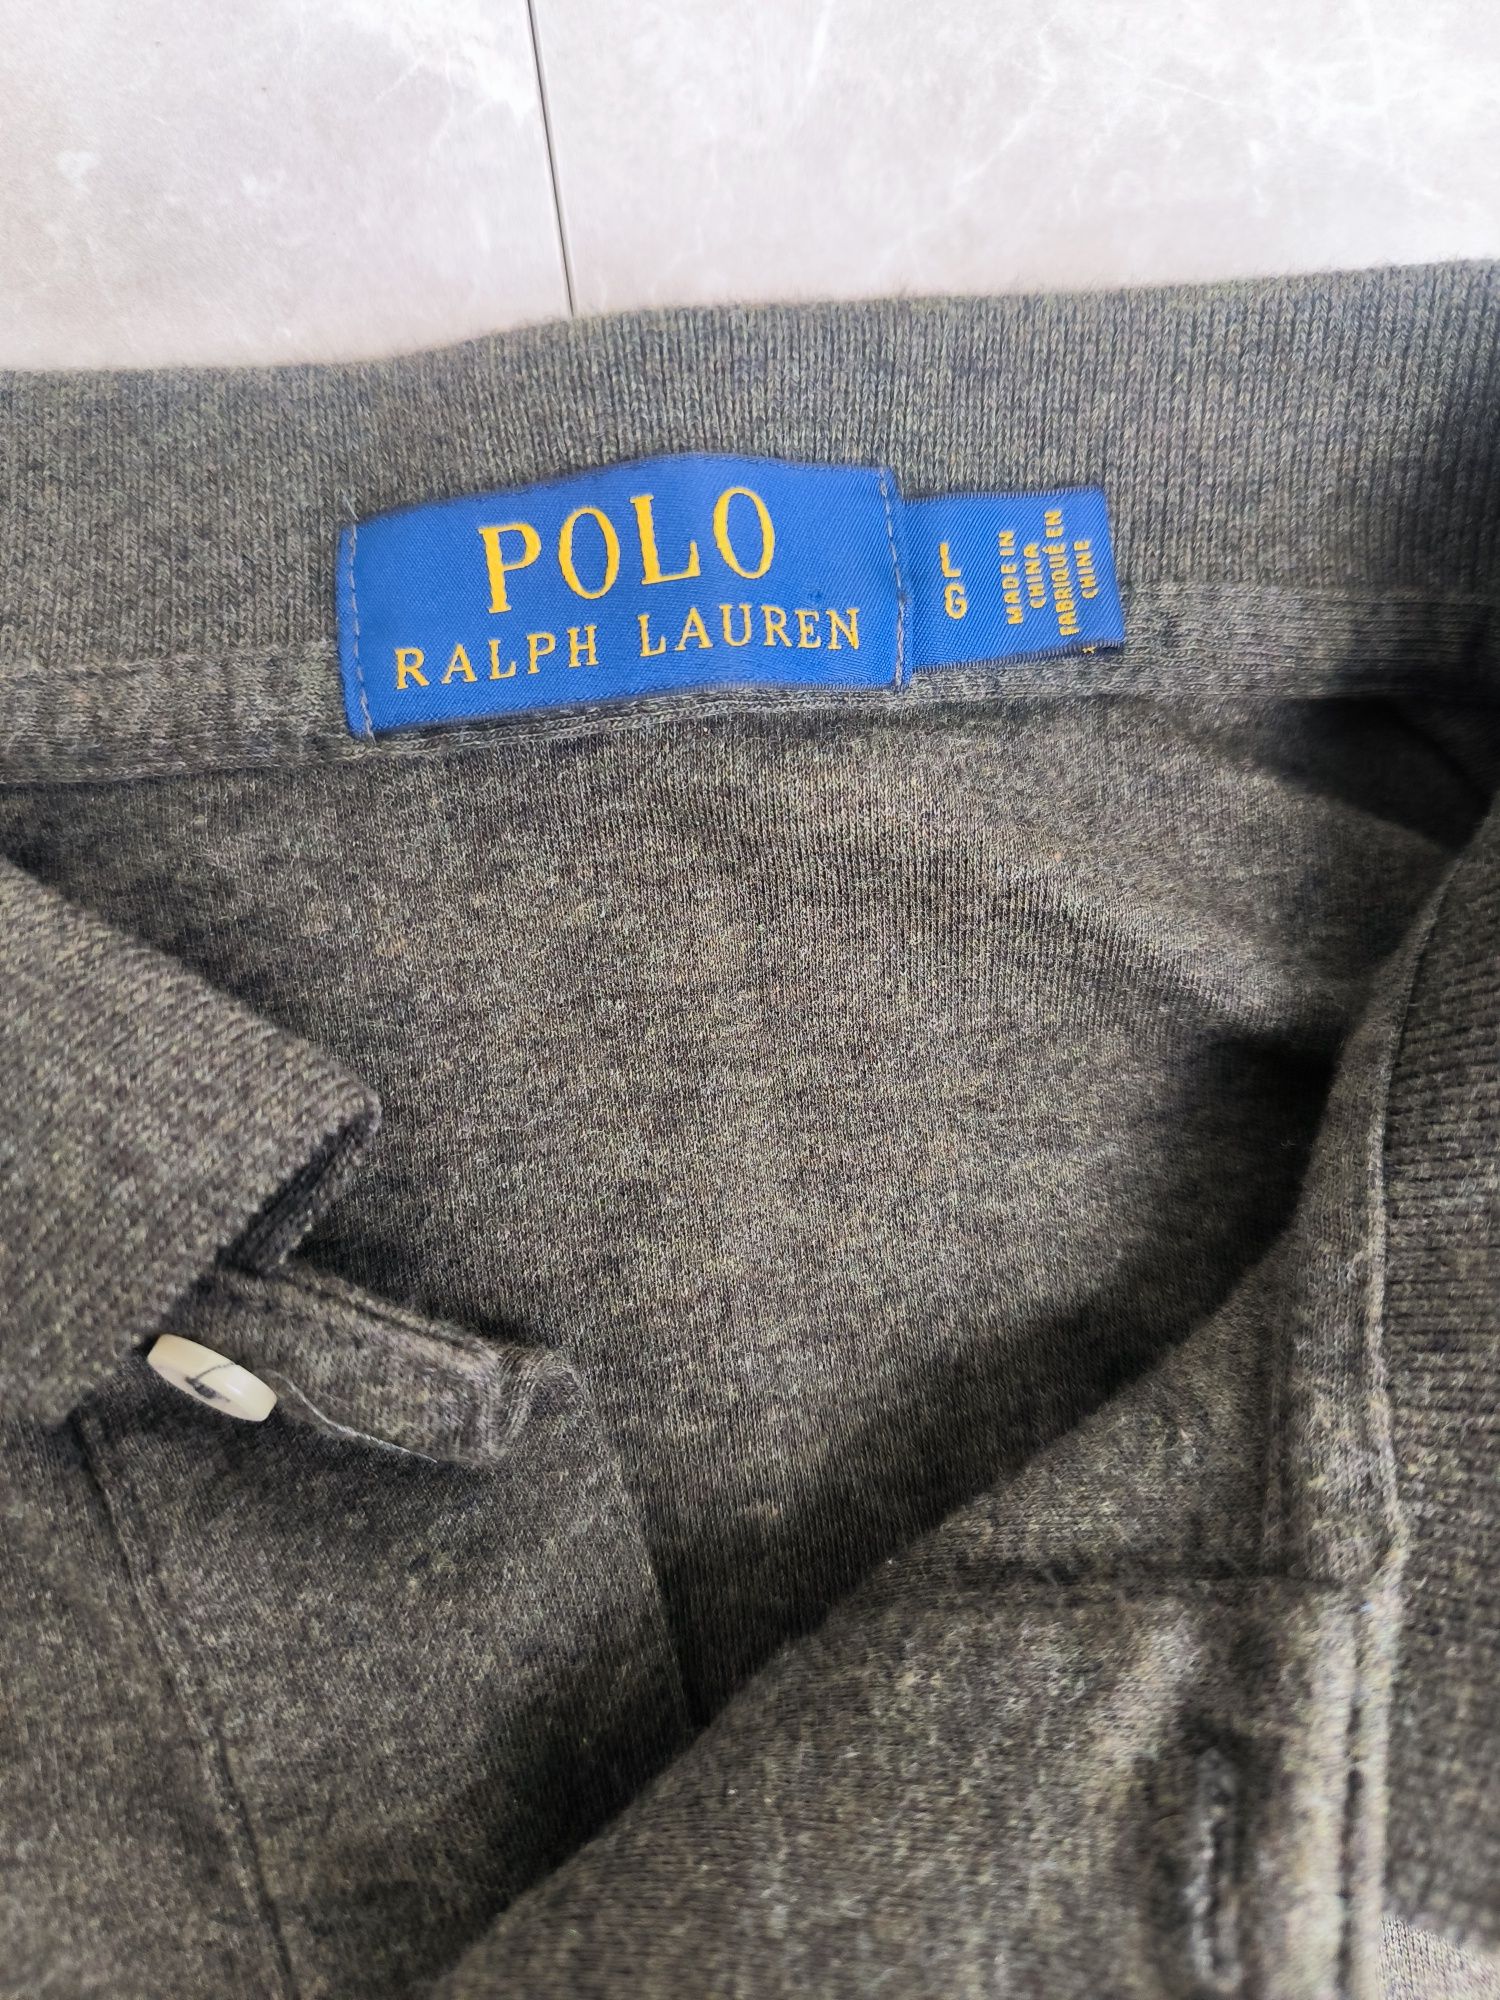 POLO
RALPH LAUREN
L
G
MADE IN
CHINA
FABRIQUÉ EN
CHINE